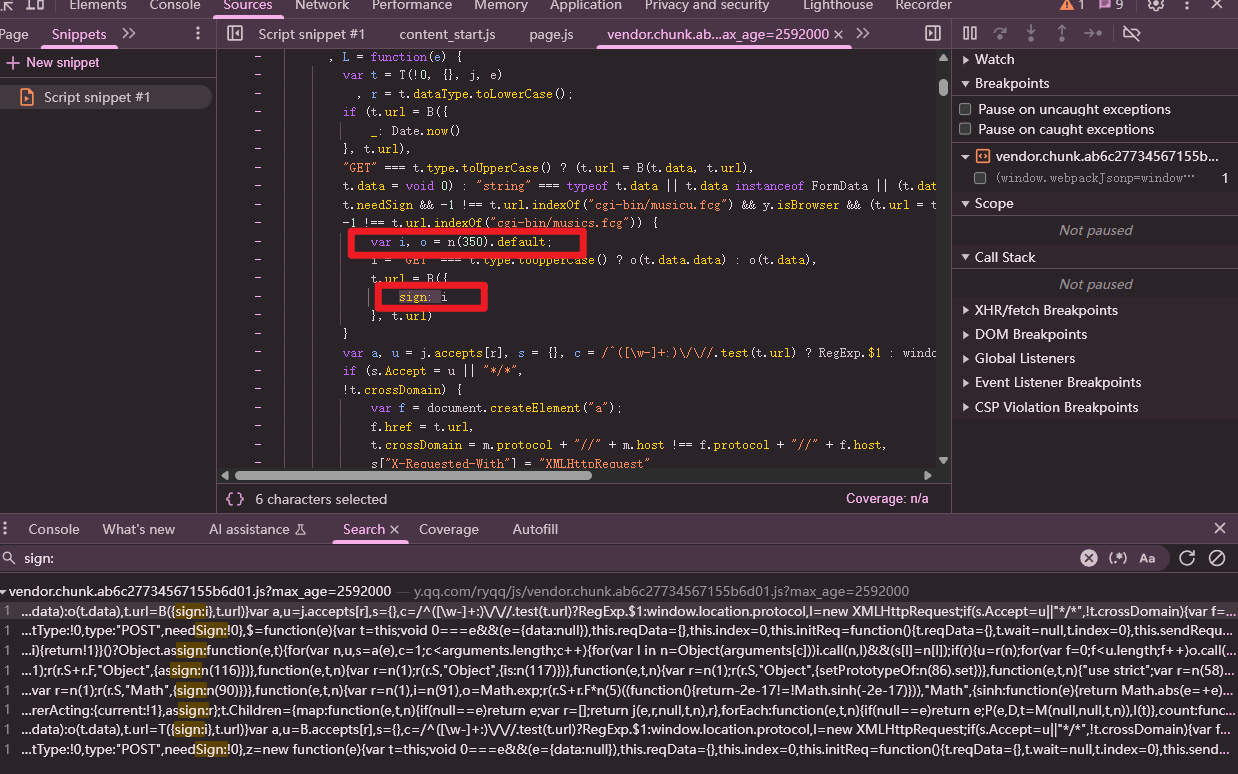 Elements Console Sources Network Performance Memory Application Privacy and security Lighthouse Recorder 1 9
Page Snippets Script snippet #1 content_start.js page.js vendor.chunk.ab...ax_age=2592000
New snippet
Script snippet #1
, L = function(e) {
var t = T(!0, {}, j, e)
, r = t.dataType.toLowerCase();
if (t.url = B({
_: Date.now()
}, t.url),
"GET" === t.type.toUpperCase() ? (t.url = B(t.data, t.url),
t.data = void 0) : "string" === typeof t.data || t.data instanceof FormData || (t.dat
t.needSign && -1 !== t.url.indexOf("cgi-bin/musicu.fcg") && y.isBrowser && (t.url = t
-1 !== t.url.indexOf("cgi-bin/musics.fcg")) {
var i, o = n(350).default;
i = "GET" === t.type.toUpperCase() ? o(t.data.data) : o(t.data),
t.url = B({
sign: i
}, t.url)
}
var a, u = j.accepts[r], s = {}, c = /^([\w-]+:)\/\//.test(t.url) ? RegExp.$1 : windo
if (s.Accept = u || "*/*",
!t.crossDomain) {
var f = document.createElement("a");
f.href = t.url,
t.crossDomain = m.protocol + "//" + m.host !== f.protocol + "//" + f.host,
s["X-Requested-With"] = "XMLHttpRequest"
{} 6 characters selected Coverage: n/a
Watch
Breakpoints
Pause on uncaught exceptions
Pause on caught exceptions
vendor.chunk.ab6c27734567155b...
(window.webpackJsonp=window… 1
Scope
Not paused
Call Stack
Not paused
XHR/fetch Breakpoints
DOM Breakpoints
Global Listeners
Event Listener Breakpoints
CSP Violation Breakpoints
Console What's new AI assistance Search Coverage Autofill
sign: (.*) Aa
vendor.chunk.ab6c27734567155b6d01.js?max_age=2592000 — y.qq.com/ryqq/js/vendor.chunk.ab6c27734567155b6d01.js?max_age=2592000
1 …data):o(t.data),t.url=B({sign:i},t.url)}var a,u=j.accepts[r],s={},c=/^([\w-]+:)\/\//.test(t.url)?RegExp.$1:window.location.protocol,l=new XMLHttpRequest;if(s.Accept=u||"*/*",!t.crossDomain){var f=…
1 …tType:!0,type:"POST",needSign:!0},$=function(e){var t=this;void 0===e&&(e={data:null}),this.reqData={},this.index=0,this.initReq=function(){t.reqData={},t.wait=null,t.index=0},this.sendRequ…
1 …i){return!1}}()?Object.assign:function(e,t){for(var n,u,s=a(e),c=1;c<arguments.length;c++){for(var l in n=Object(arguments[c]))i.call(n,l)&&(s[l]=n[l]);if(r){u=r(n);for(var f=0;f<u.length;f++)o.call(…
1 …1);r(r.S+r.F,"Object",{assign:n(116)})},function(e,t,n){var r=n(1);r(r.S,"Object",{is:n(117)})},function(e,t,n){var r=n(1);r(r.S,"Object",{setPrototypeOf:n(86).set})},function(e,t,n){"use strict";var r=n(58)…
1 …var r=n(1);r(r.S,"Math",{sign:n(90)})},function(e,t,n){var r=n(1),i=n(91),o=Math.exp;r(r.S+r.F*n(5)((function(){return-2e-17!=!Math.sinh(-2e-17)})),"Math",{sinh:function(e){return Math.abs(e=+e)…
1 …rerActing:{current:!1},assign:r};t.Children={map:function(e,t,n){if(null==e)return e;var r=[];return j(e,r,null,t,n),r},forEach:function(e,t,n){if(null==e)return e;P(e,D,t=M(null,null,t,n)),I(t)},count:func…
1 …data):o(t.data),t.url=T({sign:i},t.url)}var a,u=B.accepts[r],s={},c=/^([\w-]+:)\/\//.test(t.url)?RegExp.$1:window.location.protocol,l=new XMLHttpRequest;if(s.Accept=u||"*/*",!t.crossDomain){var f…
1 …tType:!0,type:"POST",needSign:!0},z=new function(e){var t=this;void 0===e&&(e={data:null}),this.reqData={},this.index=0,this.initReq=function(){t.reqData={},t.wait=null,t.index=0},this.send…